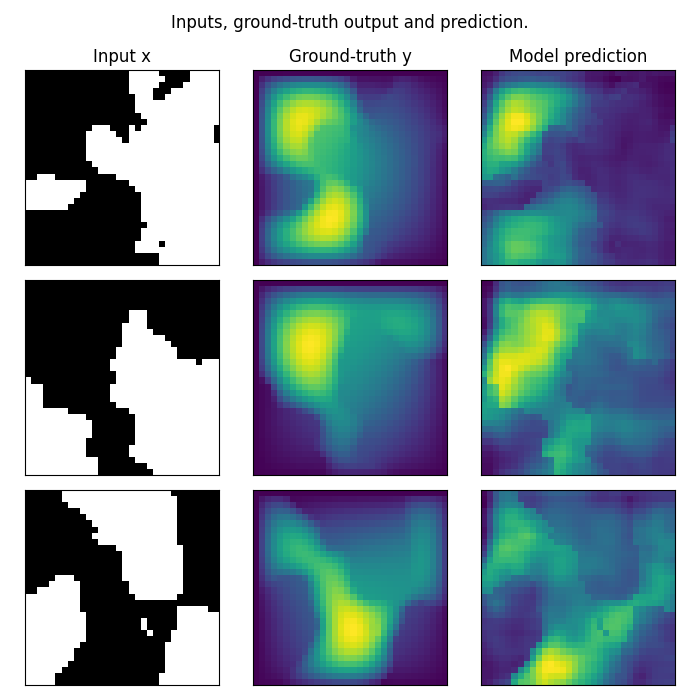 Inputs, ground-truth output and prediction.
Input x
Ground-truth y
Model prediction